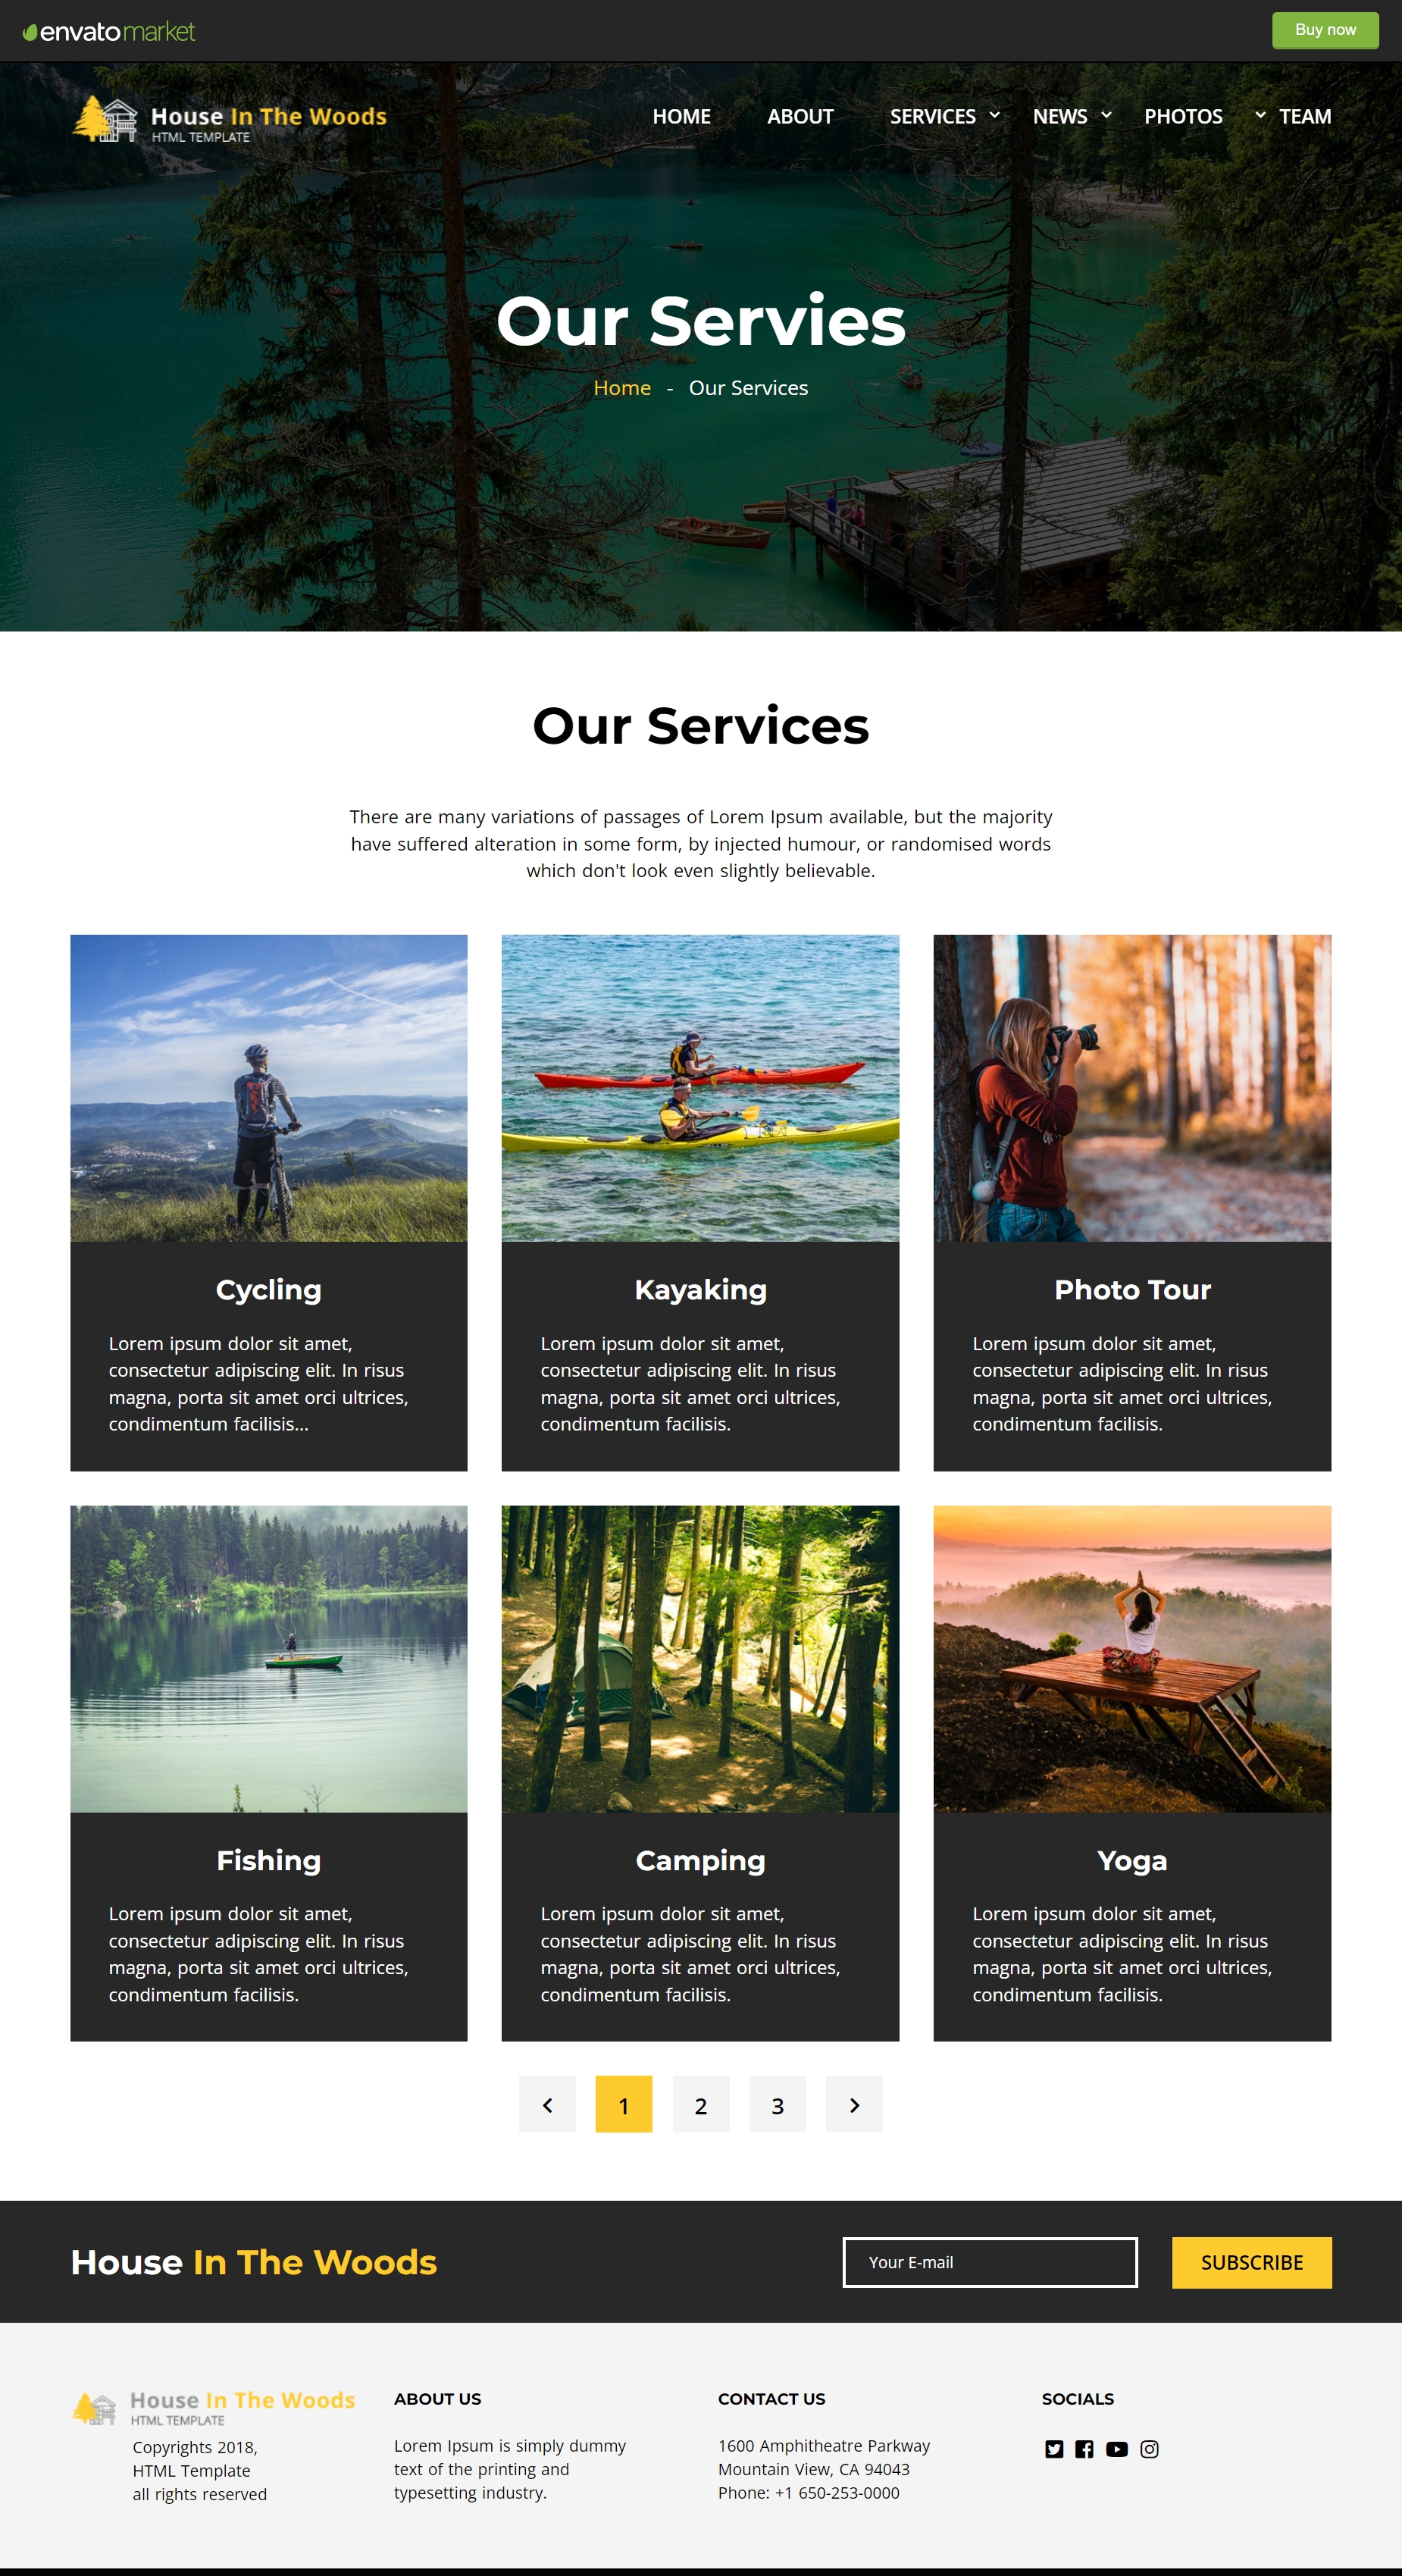 envatomarket
Buy now
House In The Woods
HTML TEMPLATE
HOME
ABOUT
SERVICES
NEWS
PHOTOS
TEAM
Our Servies
Home - Our Services
Our Services
There are many variations of passages of Lorem Ipsum available, but the majority
have suffered alteration in some form, by injected humour, or randomised words
which don't look even slightly believable.
Cycling
Lorem ipsum dolor sit amet,
consectetur adipiscing elit. In risus
magna, porta sit amet orci ultrices,
condimentum facilisis...
Kayaking
Lorem ipsum dolor sit amet,
consectetur adipiscing elit. In risus
magna, porta sit amet orci ultrices,
condimentum facilisis.
Photo Tour
Lorem ipsum dolor sit amet,
consectetur adipiscing elit. In risus
magna, porta sit amet orci ultrices,
condimentum facilisis.
Fishing
Lorem ipsum dolor sit amet,
consectetur adipiscing elit. In risus
magna, porta sit amet orci ultrices,
condimentum facilisis.
Camping
Lorem ipsum dolor sit amet,
consectetur adipiscing elit. In risus
magna, porta sit amet orci ultrices,
condimentum facilisis.
Yoga
Lorem ipsum dolor sit amet,
consectetur adipiscing elit. In risus
magna, porta sit amet orci ultrices,
condimentum facilisis.
1
2
3
House In The Woods
Your E-mail
SUBSCRIBE
House In The Woods
HTML TEMPLATE
Copyrights 2018,
HTML Template
all rights reserved
ABOUT US
Lorem Ipsum is simply dummy
text of the printing and
typesetting industry.
CONTACT US
1600 Amphitheatre Parkway
Mountain View, CA 94043
Phone: +1 650-253-0000
SOCIALS